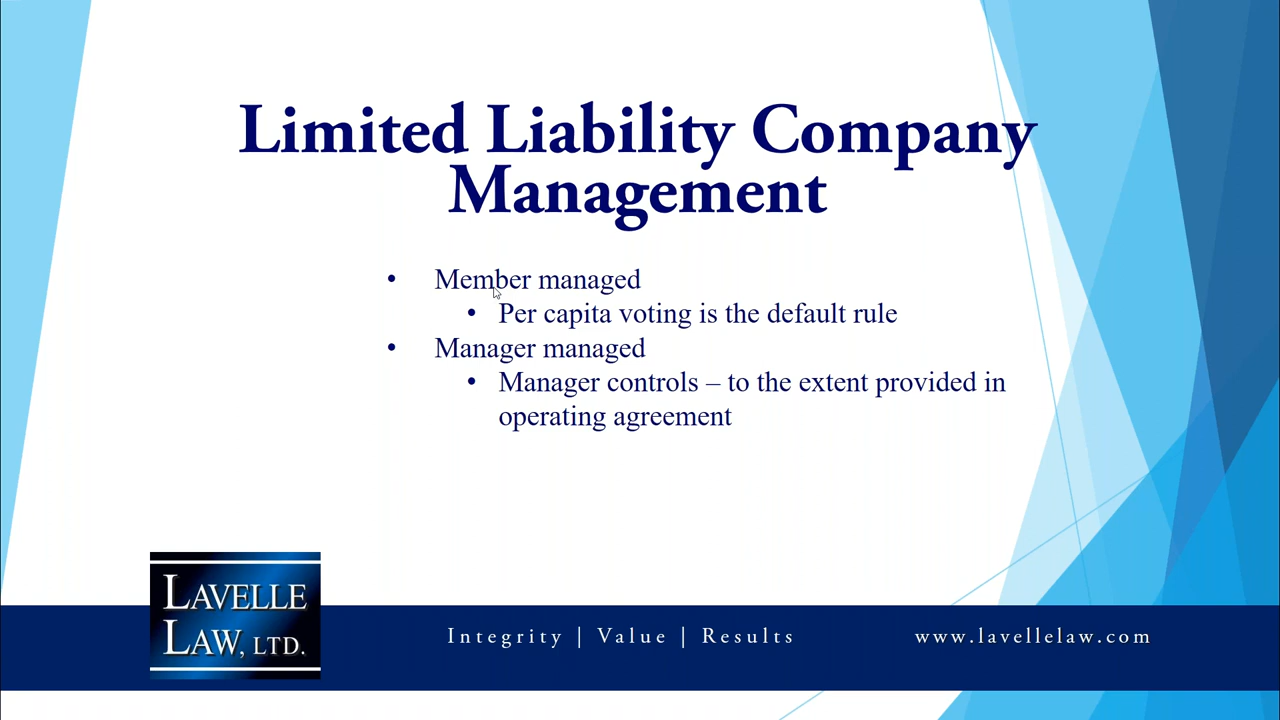 Limited Liability Company
Management
• Member managed
• Per capita voting is the default rule
• Manager managed
• Manager controls – to the extent provided in
operating agreement
LAVELLE
LAW, LTD.
Integrity | Value | Results
www.lavellelaw.com